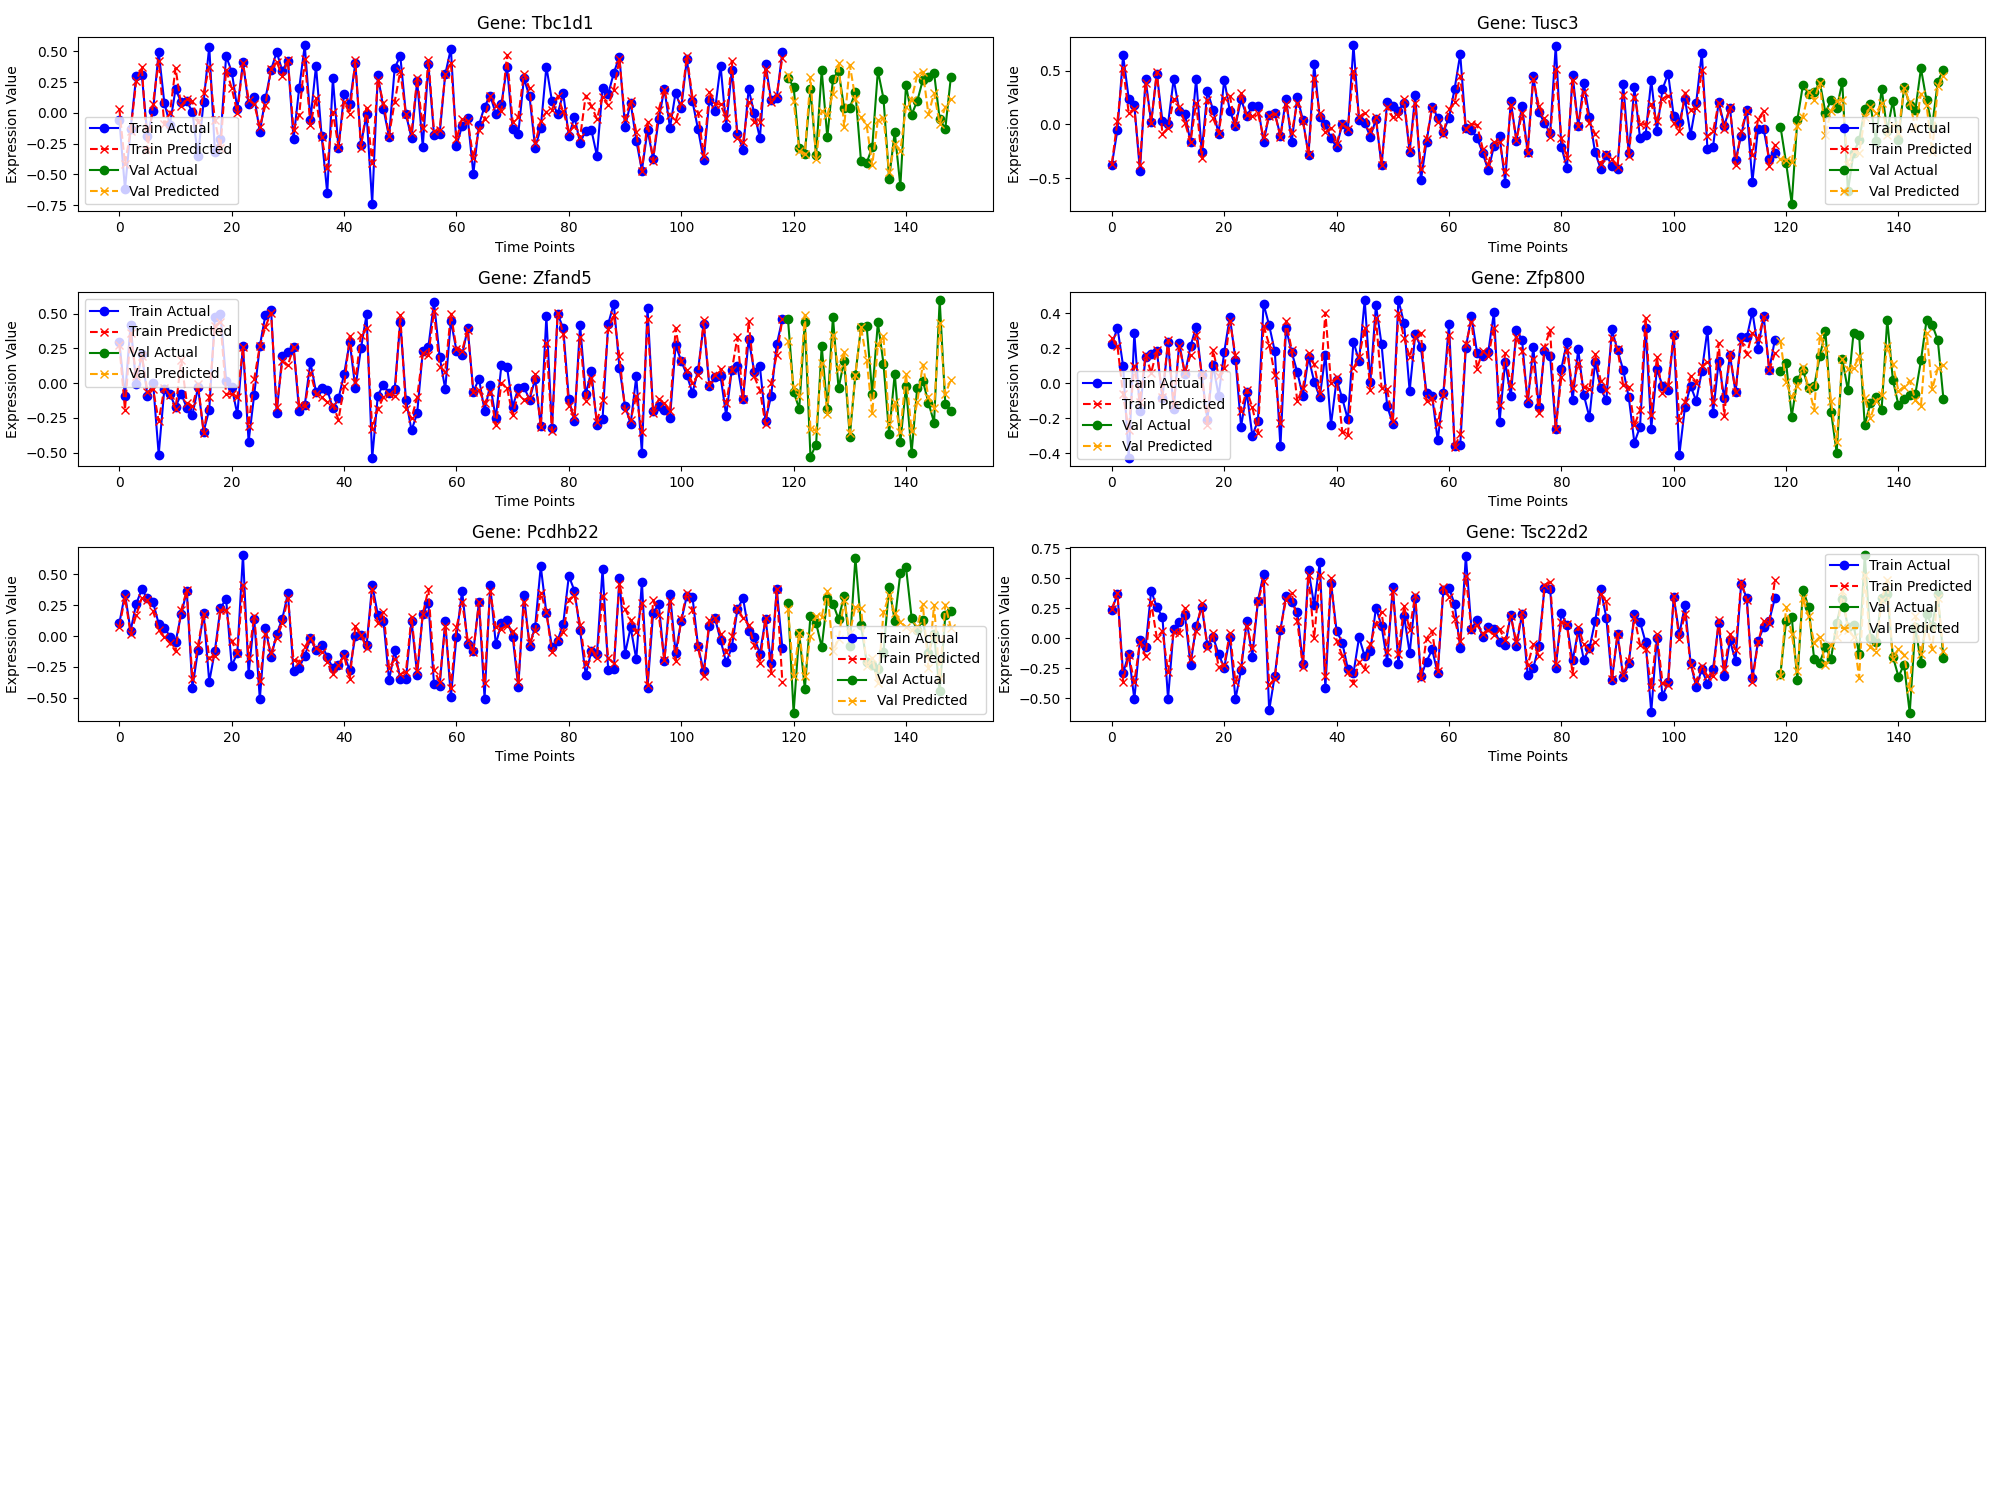 Gene: Tbc1d1
Expression Value
0.50
0.25
0.00
−0.25
−0.50
−0.75
Train Actual
Train Predicted
Val Actual
Val Predicted
0 20 40 60 80 100 120 140
Time Points
Gene: Tusc3
Expression Value
0.5
0.0
−0.5
Train Actual
Train Predicted
Val Actual
Val Predicted
0 20 40 60 80 100 120 140
Time Points
Gene: Zfand5
Expression Value
0.50
0.25
0.00
−0.25
−0.50
Train Actual
Train Predicted
Val Actual
Val Predicted
0 20 40 60 80 100 120 140
Time Points
Gene: Zfp800
Expression Value
0.4
0.2
0.0
−0.2
−0.4
Train Actual
Train Predicted
Val Actual
Val Predicted
0 20 40 60 80 100 120 140
Time Points
Gene: Pcdhb22
Expression Value
0.50
0.25
0.00
−0.25
−0.50
Train Actual
Train Predicted
Val Actual
Val Predicted
0 20 40 60 80 100 120 140
Time Points
Gene: Tsc22d2
Expression Value
0.75
0.50
0.25
0.00
−0.25
−0.50
Train Actual
Train Predicted
Val Actual
Val Predicted
0 20 40 60 80 100 120 140
Time Points